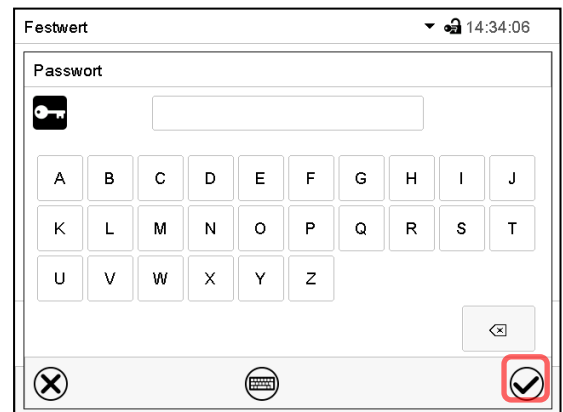 Festwert 14:34:06
Passwort
A B C D E F G H I J
K L M N O P Q R S T
U V W X Y Z